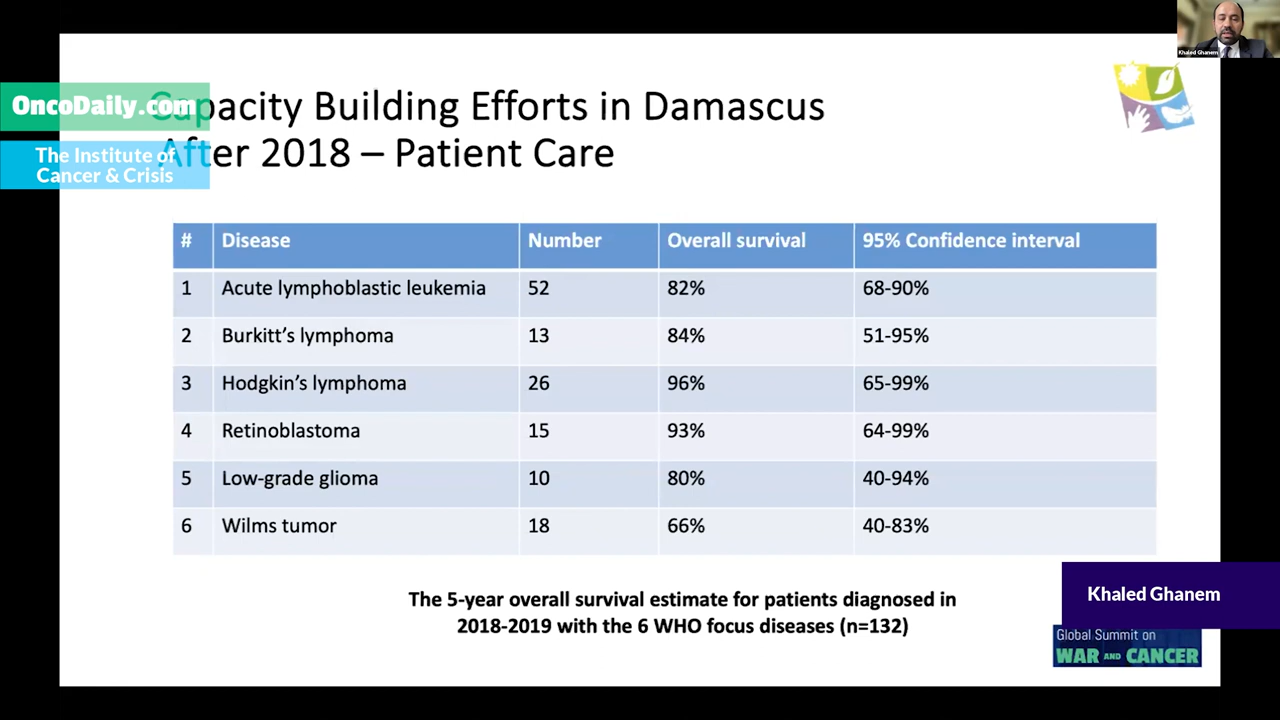 Khaled Ghanem
OncoDaily.com
The Institute of
Cancer & Crisis
Capacity Building Efforts in Damascus
After 2018 – Patient Care
# Disease Number Overall survival 95% Confidence interval
1 Acute lymphoblastic leukemia 52 82% 68-90%
2 Burkitt’s lymphoma 13 84% 51-95%
3 Hodgkin’s lymphoma 26 96% 65-99%
4 Retinoblastoma 15 93% 64-99%
5 Low-grade glioma 10 80% 40-94%
6 Wilms tumor 18 66% 40-83%
The 5-year overall survival estimate for patients diagnosed in
2018-2019 with the 6 WHO focus diseases (n=132)
Khaled Ghanem
Global Summit on
WAR AND CANCER